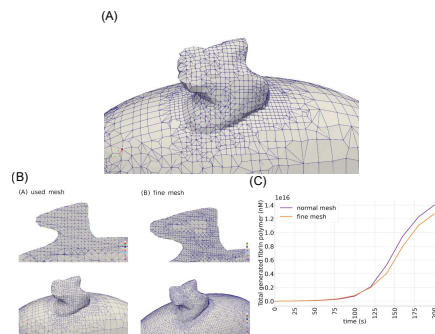 (A)
(B)
(A) used mesh
(B) fine mesh
(C)
1e16
normal mesh
fine mesh
Total generated fibrin polymer (nM)
1.4
1.2
1.0
0.8
0.6
0.4
0.2
0.0
0 25 50 75 100 125 150 175 200
time (s)